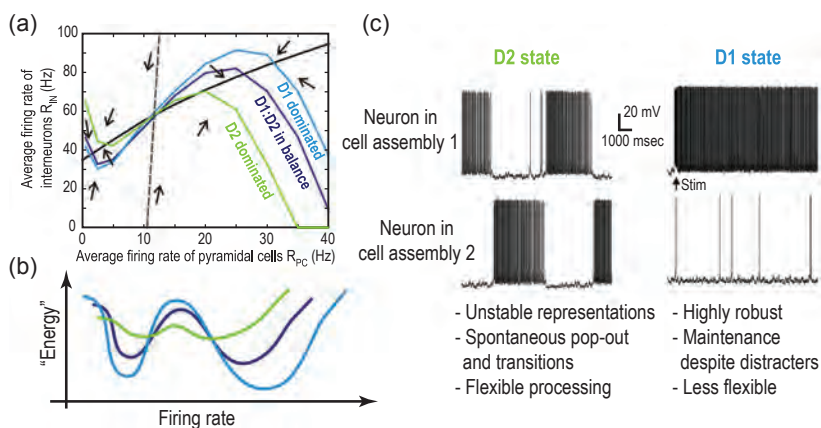 (a)
100
80
60
40
20
0
Average firing rate of
interneurons R_IN (Hz)
D1 dominated
D1:D2 in balance
D2 dominated
0 10 20 30 40
Average firing rate of pyramidal cells R_PC (Hz)
(b)
"Energy"
Firing rate
(c)
D2 state
D1 state
Neuron in
cell assembly 1
20 mV
1000 msec
Stim
Neuron in
cell assembly 2
- Unstable representations
- Spontaneous pop-out
and transitions
- Flexible processing
- Highly robust
- Maintenance
despite distracters
- Less flexible